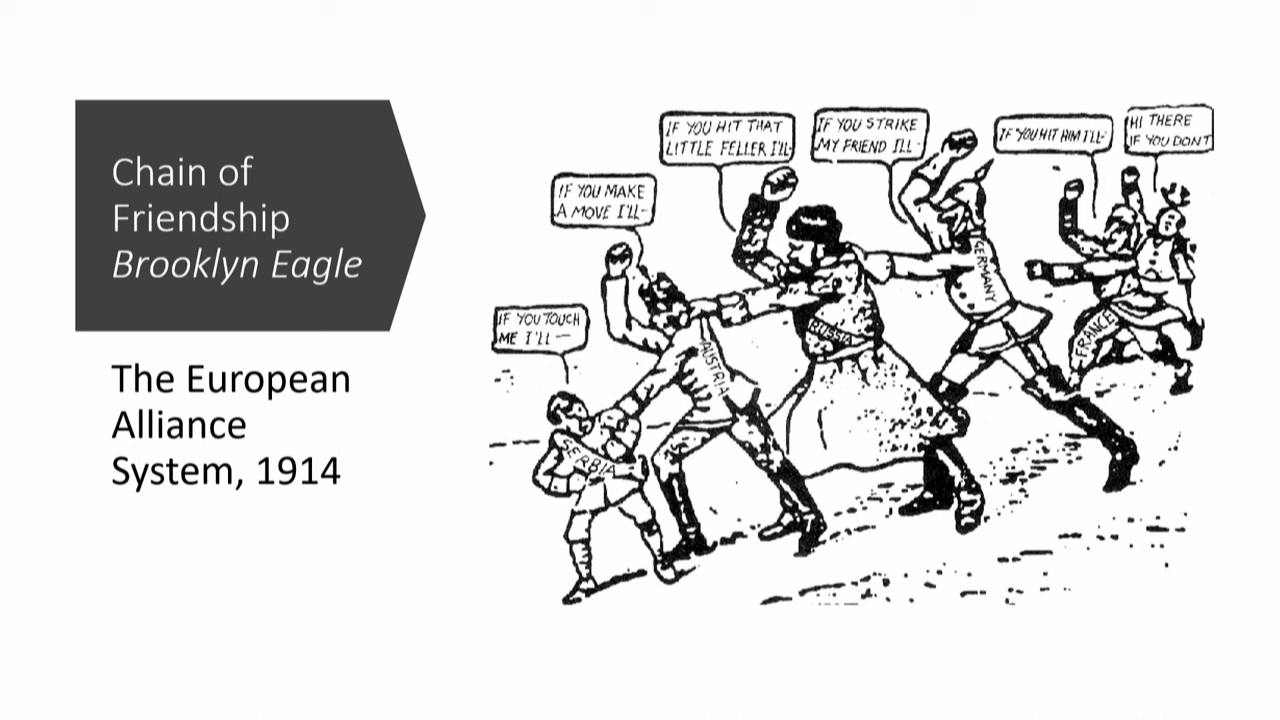 Chain of
Friendship
Brooklyn Eagle
The European
Alliance
System, 1914
IF YOU TOUCH
ME I'LL —
IF YOU MAKE
A MOVE I'LL-
IF YOU HIT THAT
LITTLE FELLER I'LL-
IF YOU STRIKE
MY FRIEND ILL-
IF YOU HIT HIM ILL-
HI THERE
IF YOU DONT
SERBIA
AUSTRIA
RUSSIA
GERMANY
FRANCE